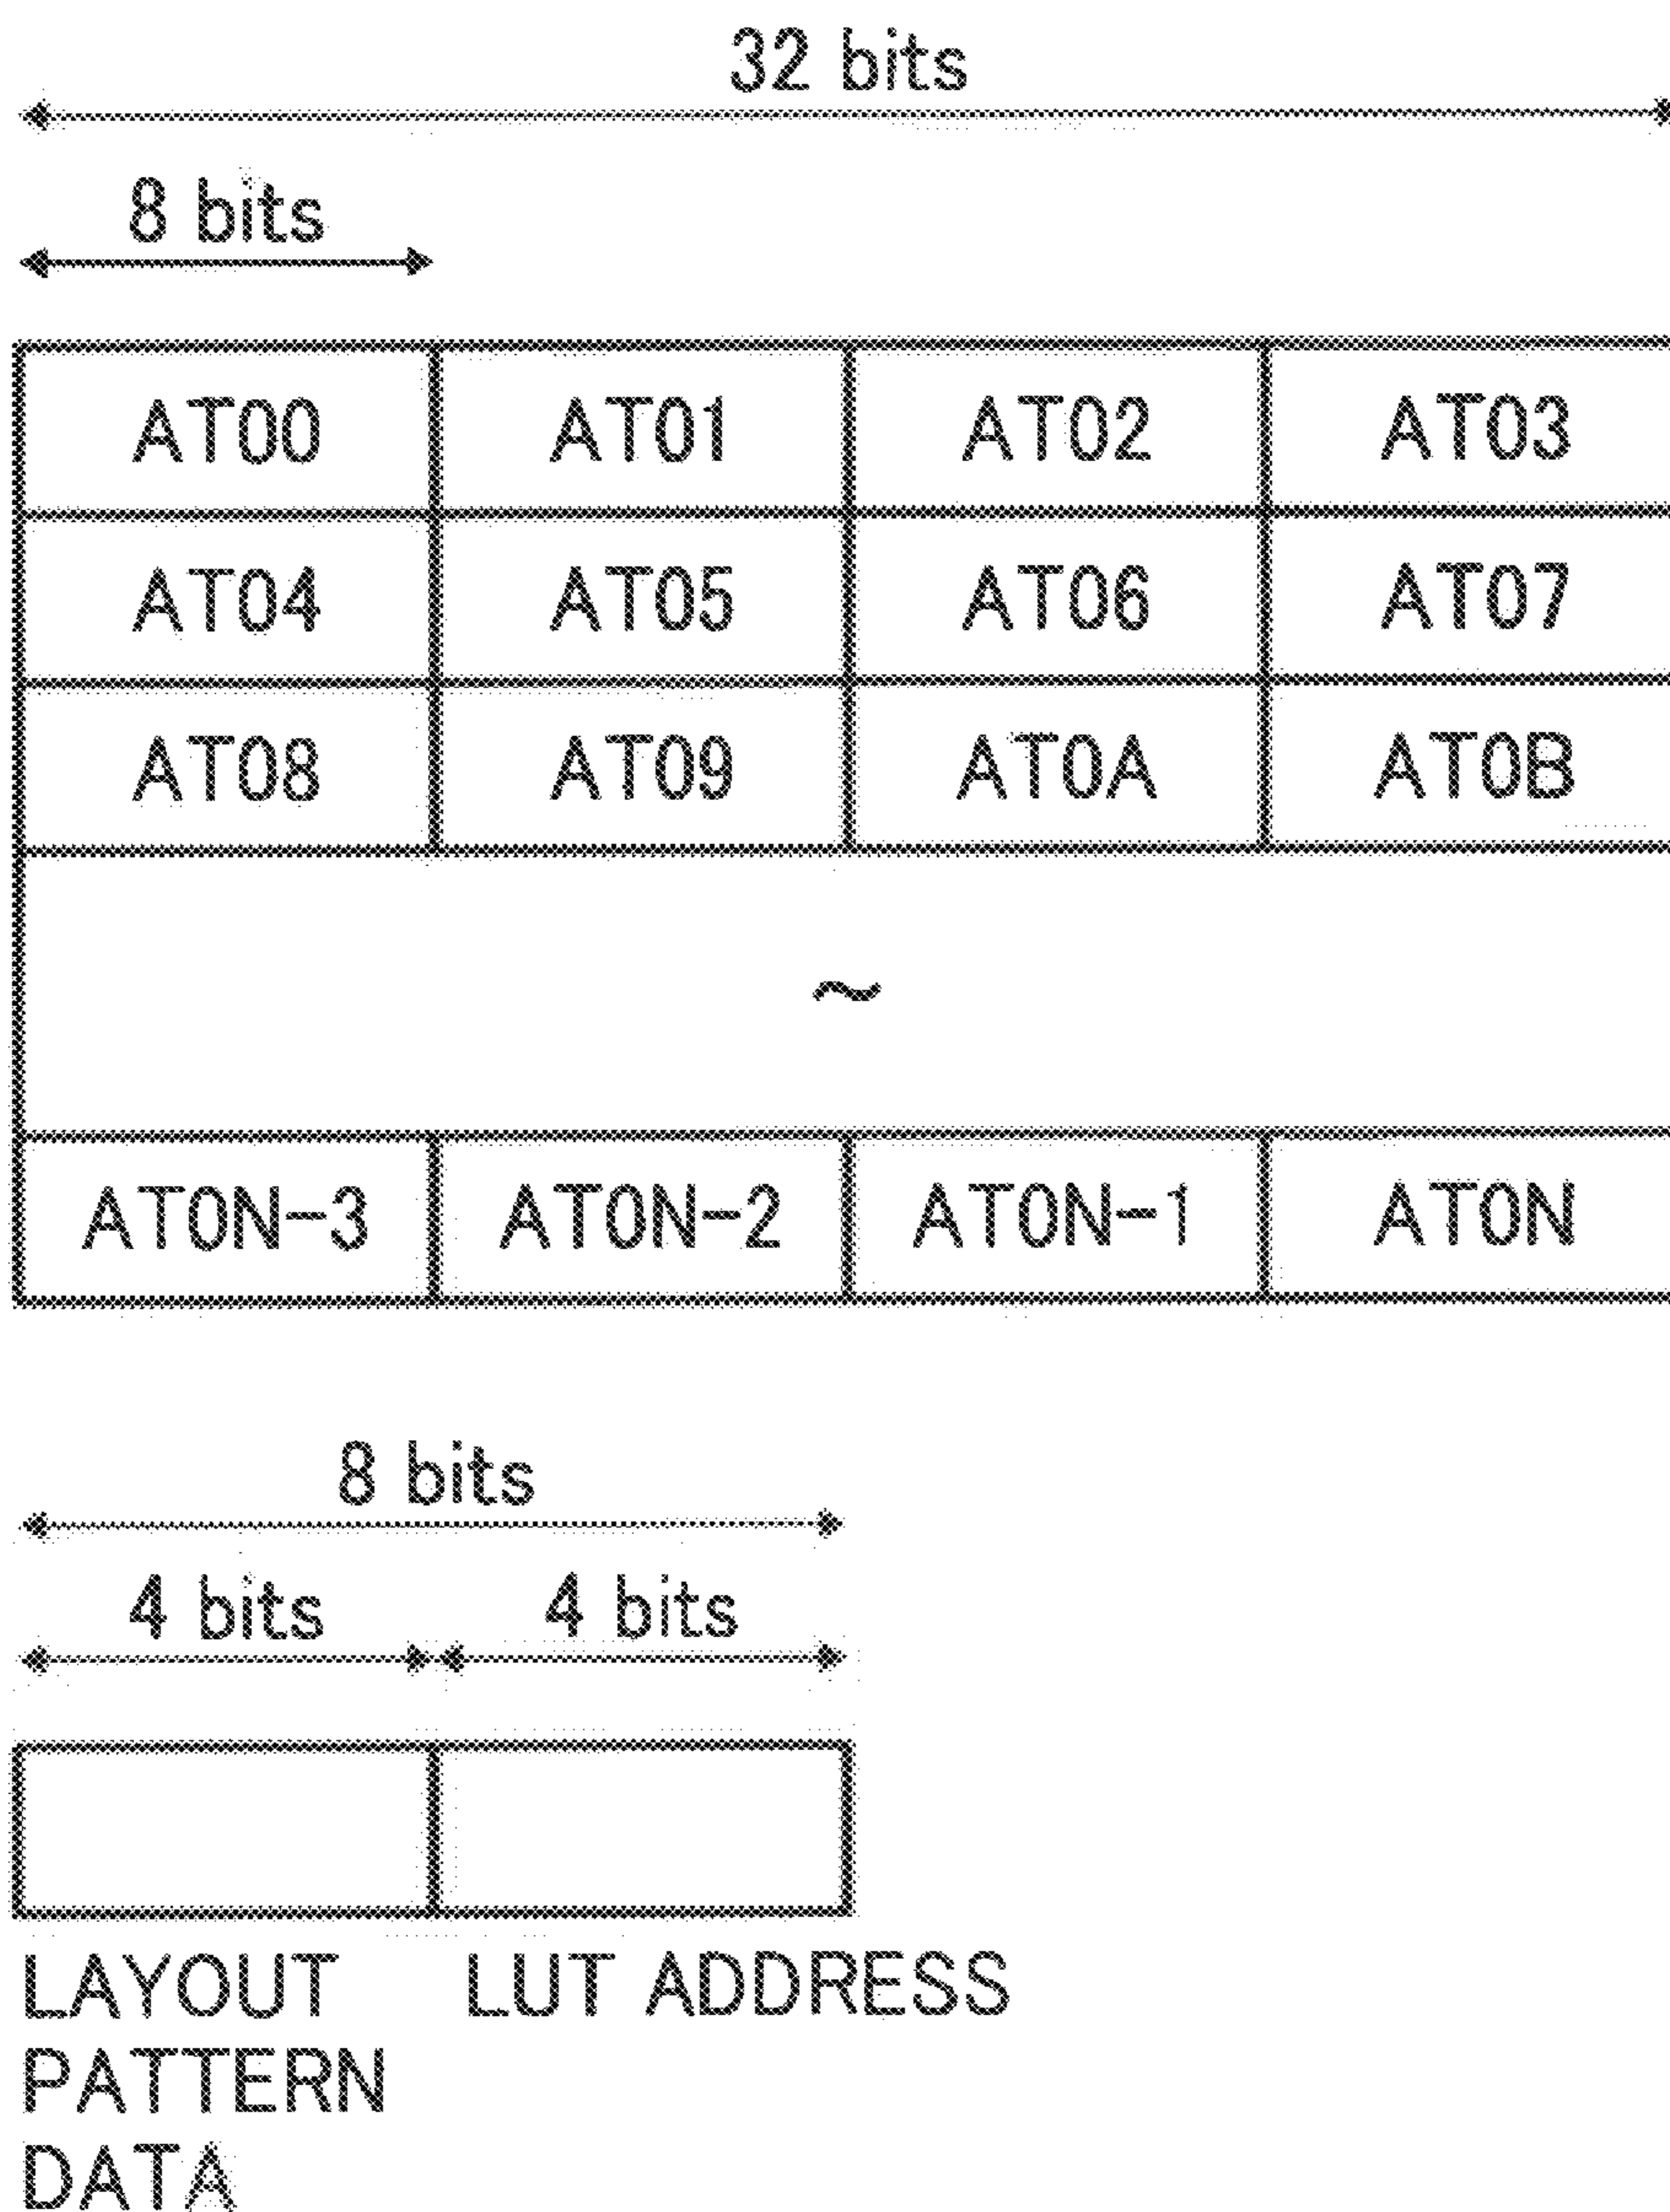 32 bits
8 bits
AT00 AT01 AT02 AT03
AT04 AT05 AT06 AT07
AT08 AT09 AT0A AT0B
~
AT0N-3 AT0N-2 AT0N-1 AT0N
8 bits
4 bits 4 bits
LAYOUT LUT ADDRESS
PATTERN
DATA